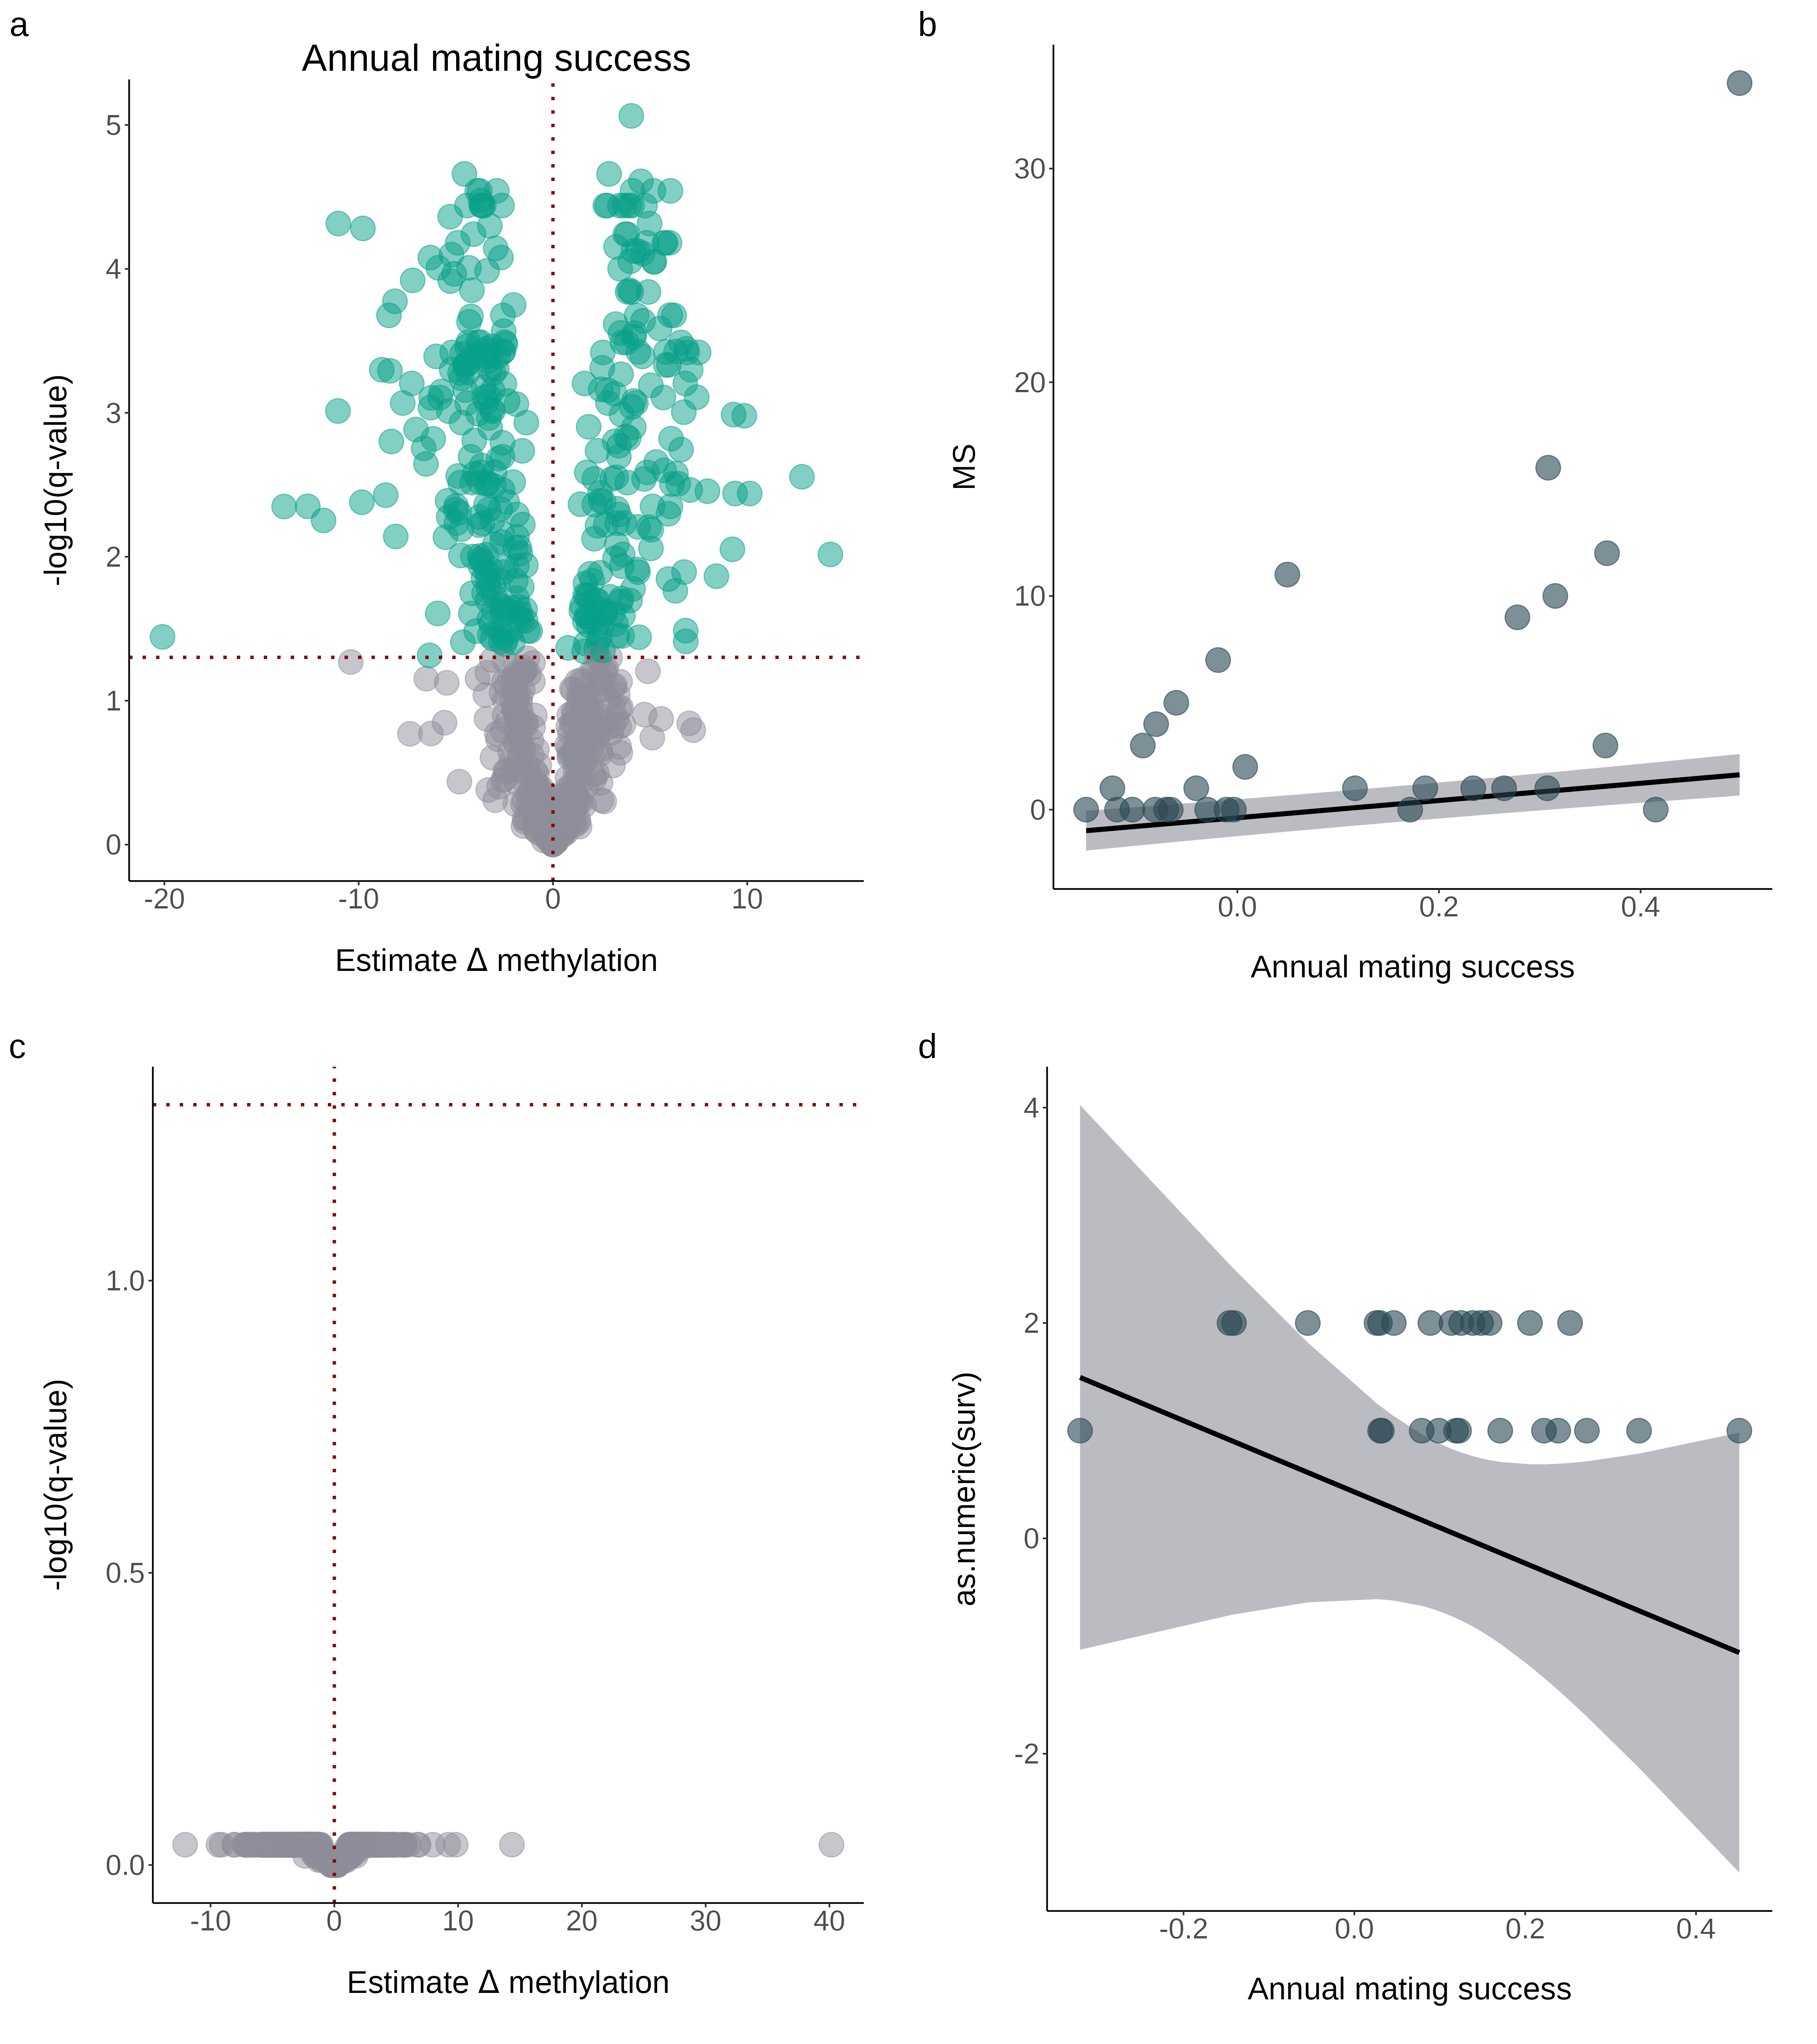 a
Annual mating success
5
4
3
2
1
0
-log10(q-value)
-20
-10
0
10
Estimate Δ methylation
b
30
20
10
0
MS
0.0
0.2
0.4
Annual mating success
c
1.0
0.5
0.0
-log10(q-value)
-10
0
10
20
30
40
Estimate Δ methylation
d
4
2
0
-2
as.numeric(surv)
-0.2
0.0
0.2
0.4
Annual mating success